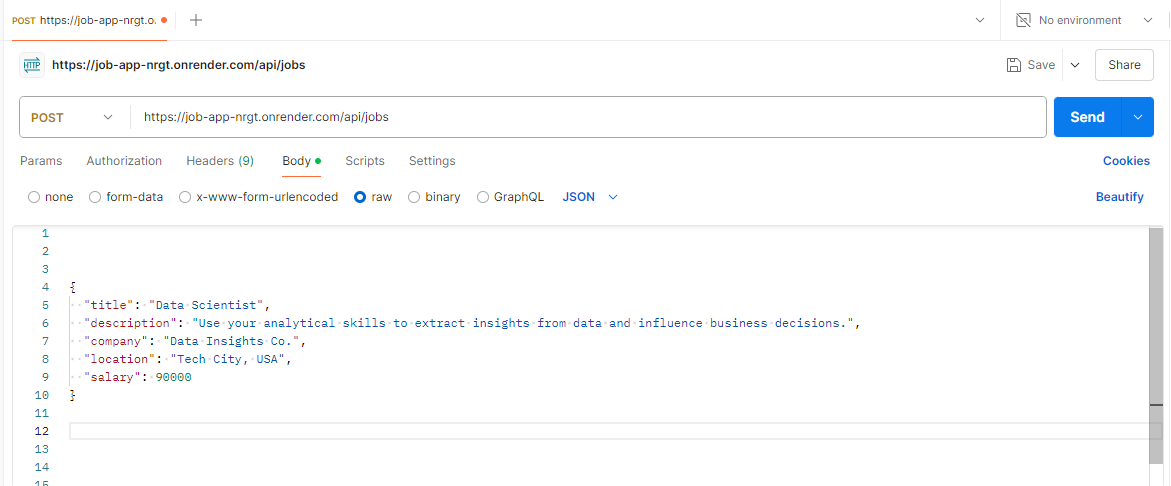 POST https://job-app-nrgt.o. No environment
HTTP https://job-app-nrgt.onrender.com/api/jobs Save Share
POST https://job-app-nrgt.onrender.com/api/jobs Send
Params Authorization Headers (9) Body Scripts Settings Cookies
none form-data x-www-form-urlencoded raw binary GraphQL JSON Beautify
1
2
3
4 {
5 "title": "Data Scientist",
6 "description": "Use your analytical skills to extract insights from data and influence business decisions.",
7 "company": "Data Insights Co.",
8 "location": "Tech City, USA",
9 "salary": 90000
10 }
11
12
13
14
15